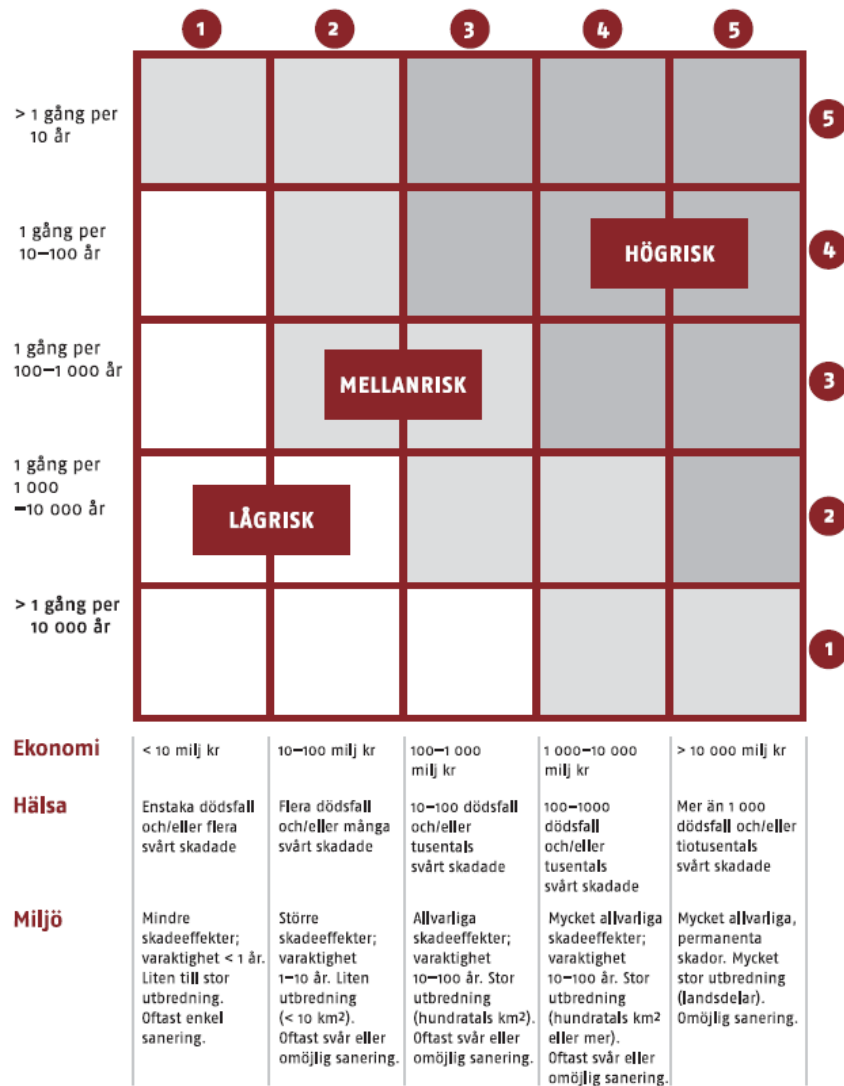 1
2
3
4
5
> 1 gång per
10 år
5
1 gång per
10–100 år
HÖGRISK
4
1 gång per
100–1 000 år
MELLANRISK
3
1 gång per
1 000
–10 000 år
LÅGRISK
2
> 1 gång per
10 000 år
1
Ekonomi
< 10 milj kr
10–100 milj kr
100–1 000
milj kr
1 000–10 000
milj kr
> 10 000 milj kr
Hälsa
Enstaka dödsfall
och/eller flera
svårt skadade
Flera dödsfall
och/eller många
svårt skadade
10–100 dödsfall
och/eller
tusentals
svårt skadade
100–1000
dödsfall
och/eller
tusentals
svårt skadade
Mer än 1 000
dödsfall och/eller
tiotusentals
svårt skadade
Miljö
Mindre
skadeeffekter;
varaktighet < 1 år.
Liten till stor
utbredning.
Oftast enkel
sanering.
Större
skadeeffekter;
varaktighet
1–10 år. Liten
utbredning
(< 10 km²).
Oftast svår eller
omöjlig sanering.
Allvarliga
skadeeffekter;
varaktighet
10–100 år. Stor
utbredning
(hundratals km²).
Oftast svår eller
omöjlig sanering.
Mycket allvarliga
skadeeffekter;
varaktighet
10–100 år. Stor
utbredning
(hundratals km²
eller mer).
Oftast svår eller
omöjlig sanering.
Mycket allvarliga,
permanenta
skador. Mycket
stor utbredning
(landsdelar).
Omöjlig sanering.